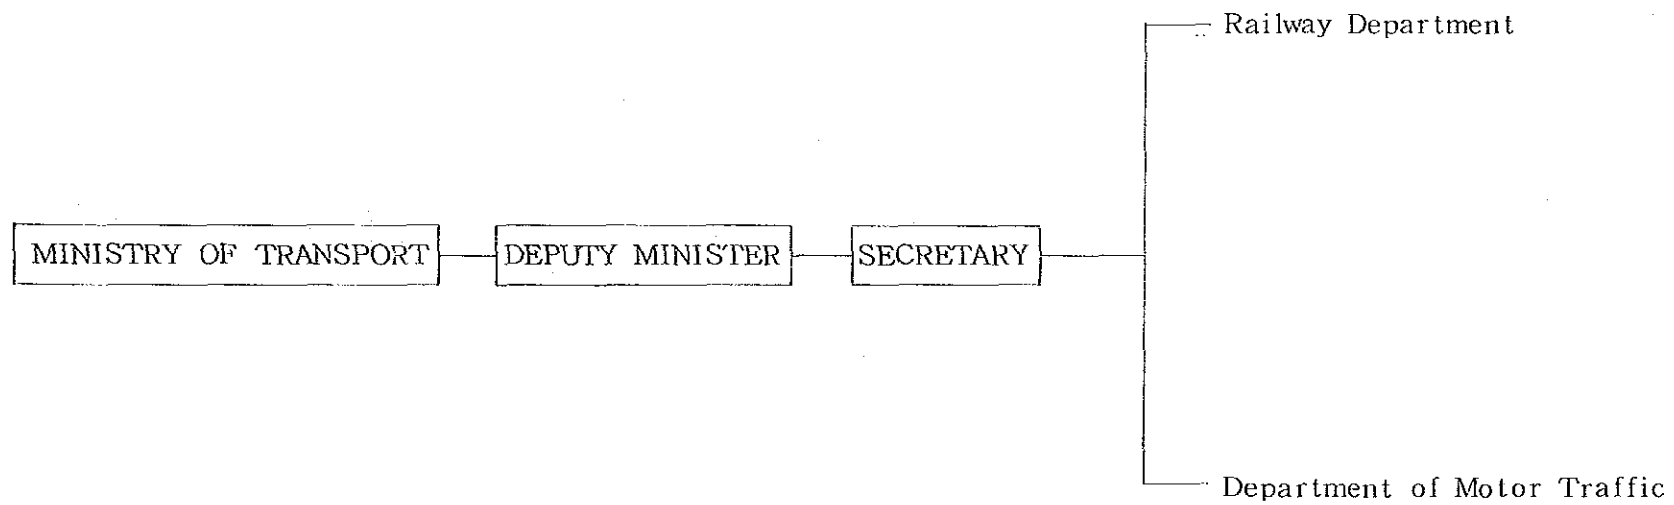 Railway Department
MINISTRY OF TRANSPORT
DEPUTY MINISTER
SECRETARY
Department of Motor Traffic